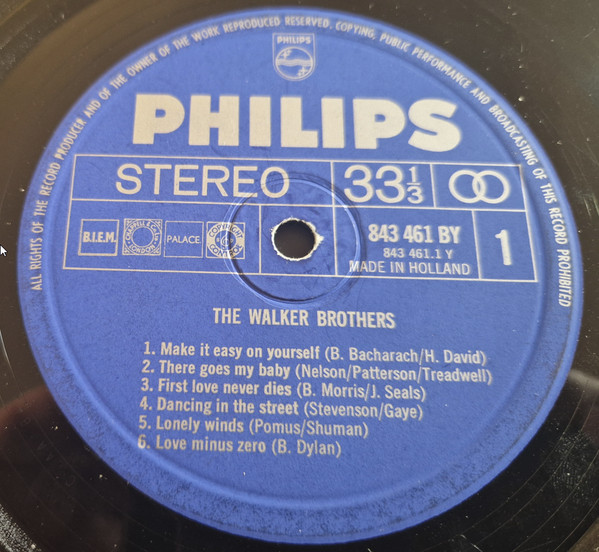 ALL RIGHTS OF THE RECORD PRODUCER AND OF THE OWNER OF THE WORK REPRODUCED RESERVED. COPYING, PUBLIC PERFORMANCE AND BROADCASTING OF THIS RECORD PROHIBITED
PHILIPS
PHILIPS
STEREO 33 1/3
B.I.E.M. PALACE
843 461 BY 1
843 461.1 Y
MADE IN HOLLAND
THE WALKER BROTHERS
1. Make it easy on yourself (B. Bacharach/H. David)
2. There goes my baby (Nelson/Patterson/Treadwell)
3. First love never dies (B. Morris/J. Seals)
4. Dancing in the street (Stevenson/Gaye)
5. Lonely winds (Pomus/Shuman)
6. Love minus zero (B. Dylan)